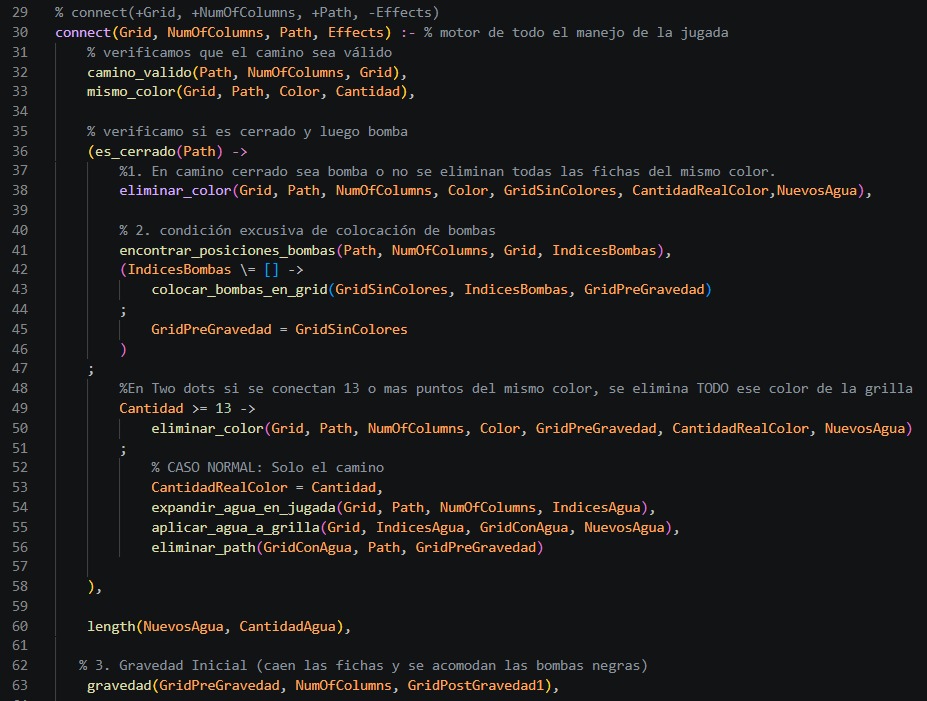 29 % connect(+Grid, +NumOfColumns, +Path, -Effects)
30 connect(Grid, NumOfColumns, Path, Effects) :- % motor de todo el manejo de la jugada
31     % verificamos que el camino sea válido
32     camino_valido(Path, NumOfColumns, Grid),
33     mismo_color(Grid, Path, Color, Cantidad),
34
35     % verificamo si es cerrado y luego bomba
36     (es_cerrado(Path) ->
37         %1. En camino cerrado sea bomba o no se eliminan todas las fichas del mismo color.
38         eliminar_color(Grid, Path, NumOfColumns, Color, GridSinColores, CantidadRealColor,NuevosAgua),
39
40         % 2. condición excusiva de colocación de bombas
41         encontrar_posiciones_bombas(Path, NumOfColumns, Grid, IndicesBombas),
42         (IndicesBombas \= [] ->
43             colocar_bombas_en_grid(GridSinColores, IndicesBombas, GridPreGravedad)
44         ;
45             GridPreGravedad = GridSinColores
46         )
47     ;
48         %En Two dots si se conectan 13 o mas puntos del mismo color, se elimina TODO ese color de la grilla
49         Cantidad >= 13 ->
50             eliminar_color(Grid, Path, NumOfColumns, Color, GridPreGravedad, CantidadRealColor, NuevosAgua)
51         ;
52             % CASO NORMAL: Solo el camino
53             CantidadRealColor = Cantidad,
54             expandir_agua_en_jugada(Grid, Path, NumOfColumns, IndicesAgua),
55             aplicar_agua_a_grilla(Grid, IndicesAgua, GridConAgua, NuevosAgua),
56             eliminar_path(GridConAgua, Path, GridPreGravedad)
57
58     ),
59
60     length(NuevosAgua, CantidadAgua),
61
62    % 3. Gravedad Inicial (caen las fichas y se acomodan las bombas negras)
63     gravedad(GridPreGravedad, NumOfColumns, GridPostGravedad1),